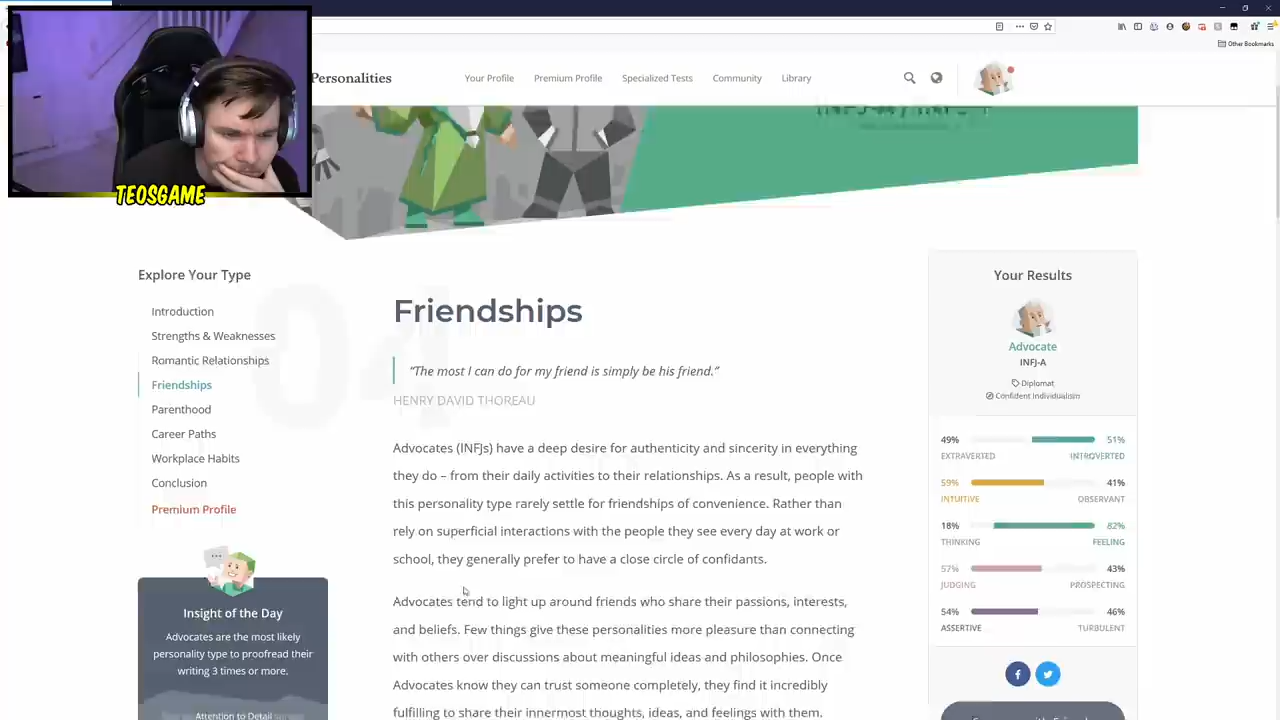 Other Bookmarks
Personalities
Your Profile
Premium Profile
Specialized Tests
Community
Library
TEOSGAME
Explore Your Type
Introduction
Strengths & Weaknesses
Romantic Relationships
Friendships
Parenthood
Career Paths
Workplace Habits
Conclusion
Premium Profile
Insight of the Day
Advocates are the most likely
personality type to proofread their
writing 3 times or more.
Attention to Detail
04
Friendships
“The most I can do for my friend is simply be his friend.”
HENRY DAVID THOREAU
Advocates (INFJs) have a deep desire for authenticity and sincerity in everything
they do – from their daily activities to their relationships. As a result, people with
this personality type rarely settle for friendships of convenience. Rather than
rely on superficial interactions with the people they see every day at work or
school, they generally prefer to have a close circle of confidants.
Advocates tend to light up around friends who share their passions, interests,
and beliefs. Few things give these personalities more pleasure than connecting
with others over discussions about meaningful ideas and philosophies. Once
Advocates know they can trust someone completely, they find it incredibly
fulfilling to share their innermost thoughts, ideas, and feelings with them.
Your Results
Advocate
INFJ-A
Diplomat
Confident Individualism
49% 51%
EXTRAVERTED INTROVERTED
59% 41%
INTUITIVE OBSERVANT
18% 82%
THINKING FEELING
57% 43%
JUDGING PROSPECTING
54% 46%
ASSERTIVE TURBULENT